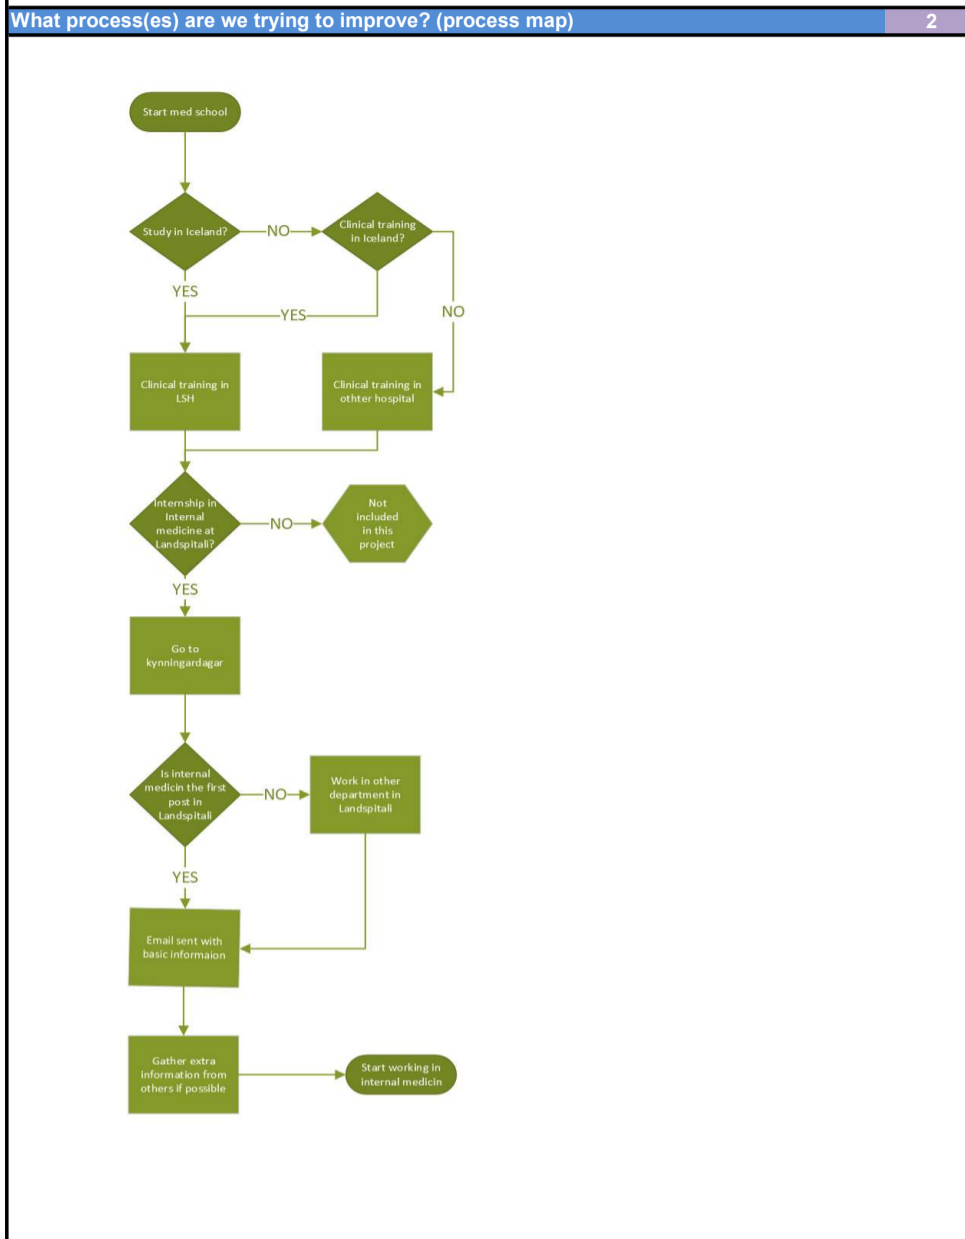 What process(es) are we trying to improve? (process map)
2
Start med school
Study in Iceland?
NO
Clinical training
in Iceland?
YES
YES
NO
Clinical training in
LSH
Clinical training in
othter hospital
Internship in
Internal
medicine at
Landspitali?
NO
Not
included
in this
project
YES
Go to
kynningardagar
Is internal
medicin the first
post in
Landspitali
NO
Work in other
department in
Landspitali
YES
Email sent with
basic informaion
Gather extra
information from
others if possible
Start working in
internal medicin